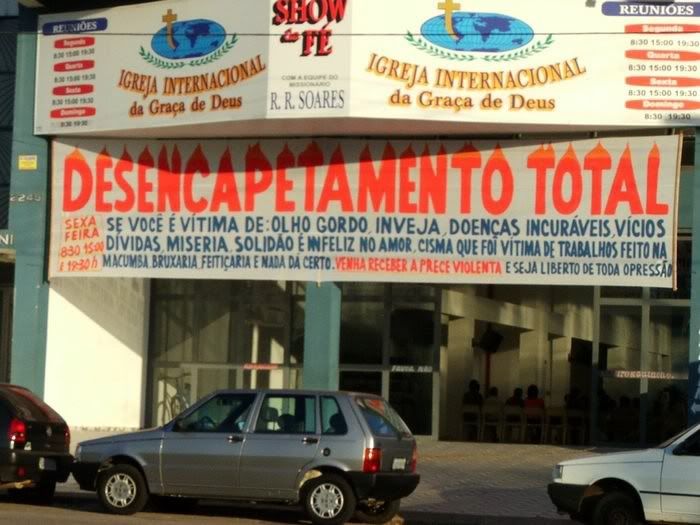 REUNIÕES
Segunda
8:30 15:00 19:30
Quarta
8:30 15:00 19:30
Sexta
8:30 15:00 19:30
Domingo
8:30 19:30
IGREJA INTERNACIONAL
da Graça de Deus
SHOW
da FÉ
COM A EQUIPE DO
MISSIONÁRIO
R. R. SOARES
IGREJA INTERNACIONAL
da Graça de Deus
REUNIÕES
Segunda
8:30 15:00 19:30
Quarta
8:30 15:00 19:30
Sexta
8:30 15:00 19:30
Domingo
8:30 19:30
2245
DESENCAPETAMENTO TOTAL
SEXA
FEIRA
8:30 15:00
E 19:30 h
SE VOCÊ É VÍTIMA DE: OLHO GORDO, INVEJA, DOENÇAS INCURÁVEIS, VÍCIOS
DÍVIDAS, MISERIA, SOLIDÃO E INFELIZ NO AMOR, CISMA QUE FOI VÍTIMA DE TRABALHOS FEITO NA
MACUMBA, BRUXARIA, FEITIÇARIA E NADA DÁ CERTO. VENHA RECEBER A PRECE VIOLENTA E SEJA LIBERTO DE TODA OPRESSÃO